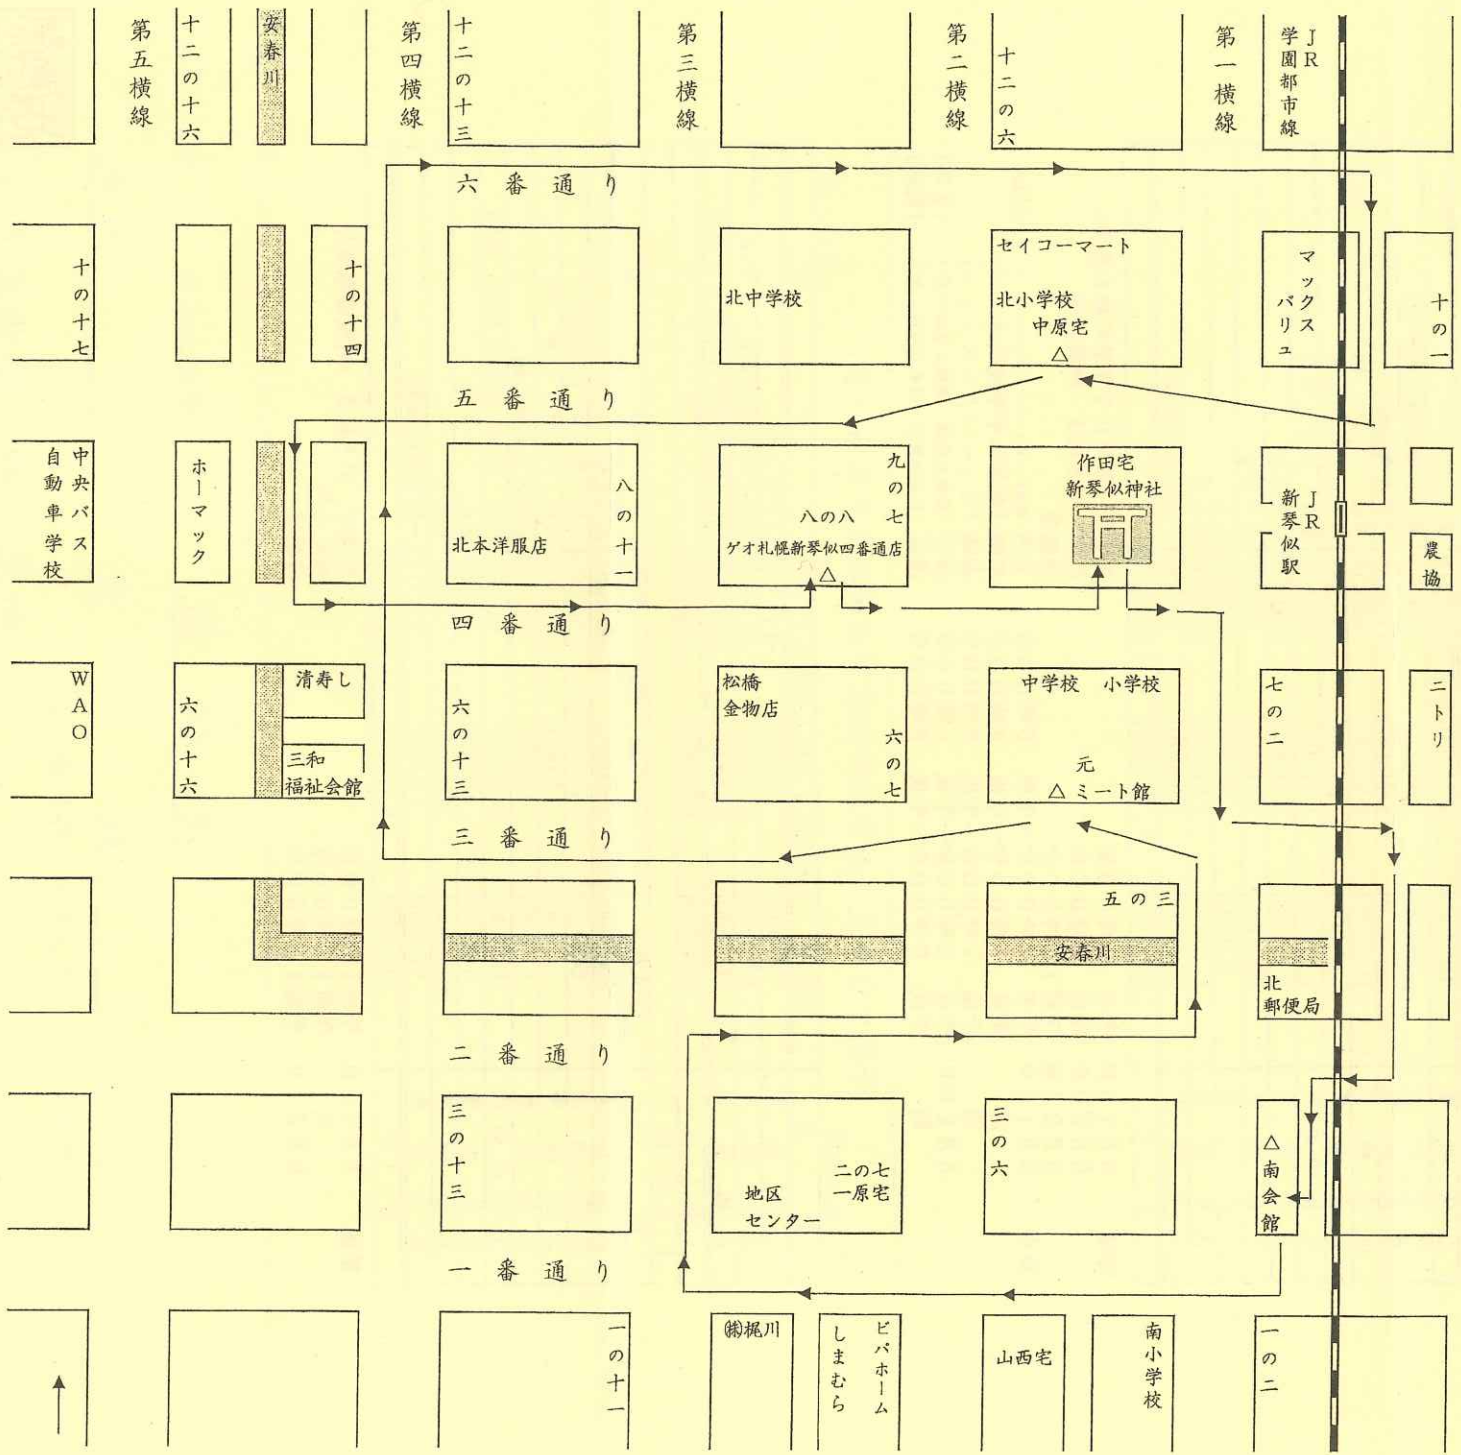 第五横線
十二の十六
安春川
第四横線
十二の十三
第三横線
第二横線
十二の六
第一横線
JR
学園都市線
六番通り
十の十七
十の十四
北中学校
セイコーマート
北小学校
中原宅
△
マックス
バリュ
十の一
五番通り
中央バス
自動車学校
ホーマック
八の十一
北本洋服店
九の七
八の八
ゲオ札幌新琴似四番通店
△
作田宅
新琴似神社
JR
新琴似駅
農協
四番通り
WAO
六の十六
清寿し
三和
福祉会館
六の十三
松橋
金物店
六の七
中学校 小学校
元
△ミート館
七の二
ニトリ
三番通り
五の三
安春川
北
郵便局
二番通り
三の十三
二の七
一原宅
地区
センター
三の六
△南会館
一番通り
一の十一
㈱梶川
ビバホーム
しまむら
山西宅
南小学校
一の二